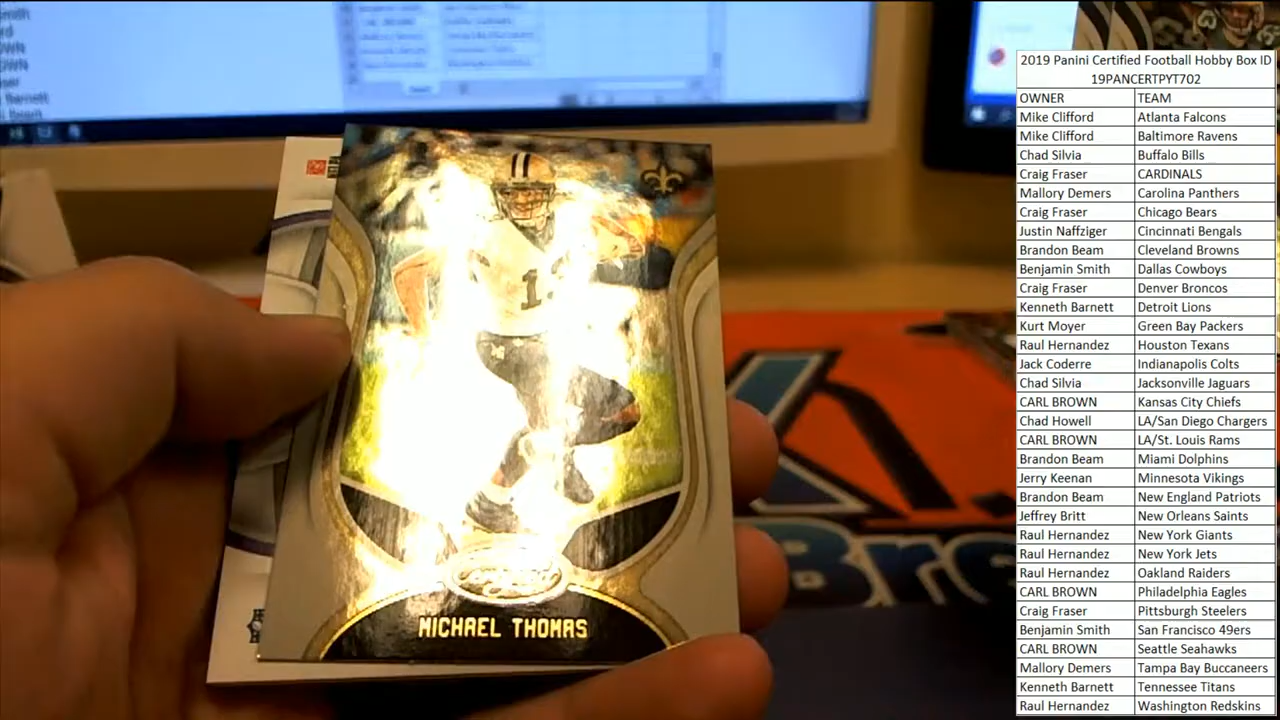 2019 Panini Certified Football Hobby Box ID
19PANCERTPYT702
OWNER TEAM
Mike Clifford Atlanta Falcons
Mike Clifford Baltimore Ravens
Chad Silvia Buffalo Bills
Craig Fraser CARDINALS
Mallory Demers Carolina Panthers
Craig Fraser Chicago Bears
Justin Naffziger Cincinnati Bengals
Brandon Beam Cleveland Browns
Benjamin Smith Dallas Cowboys
Craig Fraser Denver Broncos
Kenneth Barnett Detroit Lions
Kurt Moyer Green Bay Packers
Raul Hernandez Houston Texans
Jack Coderre Indianapolis Colts
Chad Silvia Jacksonville Jaguars
CARL BROWN Kansas City Chiefs
Chad Howell LA/San Diego Chargers
CARL BROWN LA/St. Louis Rams
Brandon Beam Miami Dolphins
Jerry Keenan Minnesota Vikings
Brandon Beam New England Patriots
Jeffrey Britt New Orleans Saints
Raul Hernandez New York Giants
Raul Hernandez New York Jets
Raul Hernandez Oakland Raiders
CARL BROWN Philadelphia Eagles
Craig Fraser Pittsburgh Steelers
Benjamin Smith San Francisco 49ers
CARL BROWN Seattle Seahawks
Mallory Demers Tampa Bay Buccaneers
Kenneth Barnett Tennessee Titans
Raul Hernandez Washington Redskins
MICHAEL THOMAS